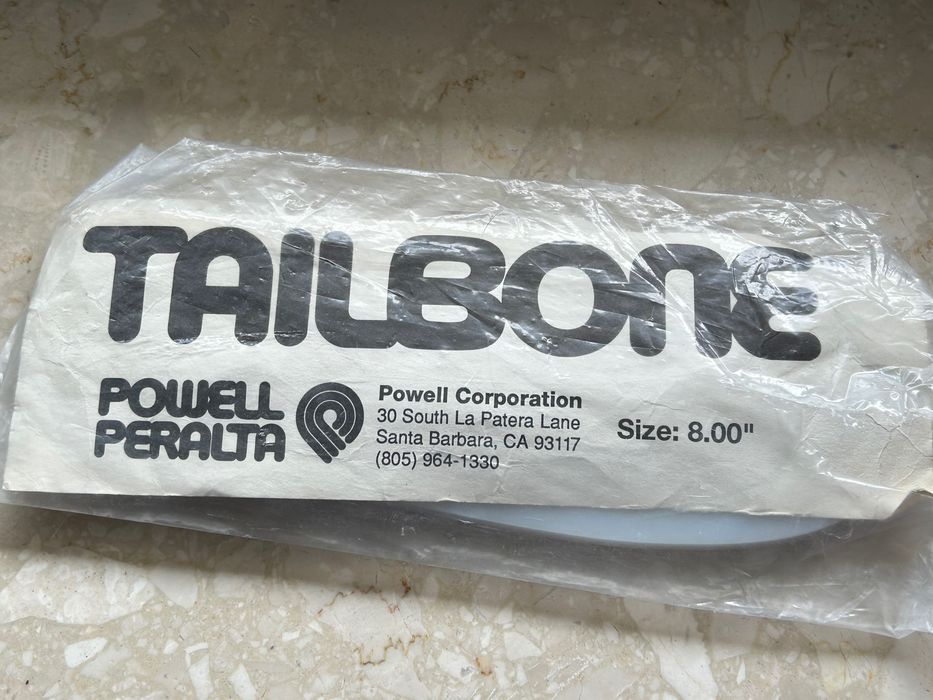 TAILBONE
POWELL
PERALTA
Powell Corporation
30 South La Patera Lane
Santa Barbara, CA 93117
(805) 964-1330
Size: 8.00"